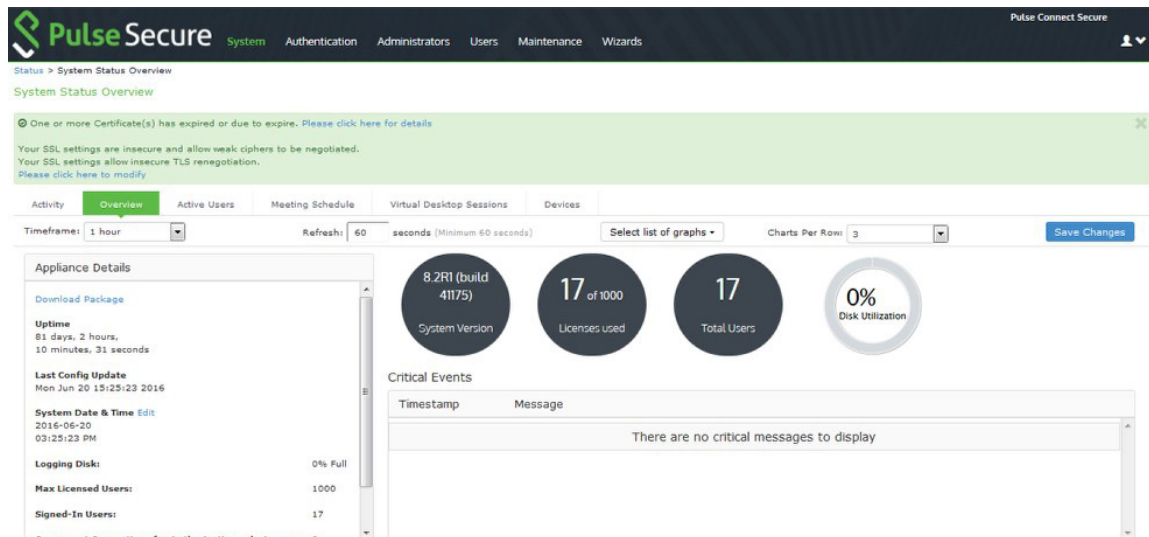 Pulse Connect Secure
Pulse Secure System Authentication Administrators Users Maintenance Wizards
Status > System Status Overview
System Status Overview
One or more Certificate(s) has expired or due to expire. Please click here for details
Your SSL settings are insecure and allow weak ciphers to be negotiated.
Your SSL settings allow insecure TLS renegotiation.
Please click here to modify
Activity Overview Active Users Meeting Schedule Virtual Desktop Sessions Devices
Timeframe: 1 hour Refresh: 60 seconds (Minimum 60 seconds) Select list of graphs Charts Per Row: 3 Save Changes
Appliance Details
Download Package
Uptime
81 days, 2 hours,
10 minutes, 31 seconds
Last Config Update
Mon Jun 20 15:25:23 2016
System Date & Time Edit
2016-06-20
03:25:23 PM
Logging Disk: 0% Full
Max Licensed Users: 1000
Signed-In Users: 17
8.2R1 (build
41175)
System Version
17 of 1000
Licenses used
17
Total Users
0%
Disk Utilization
Critical Events
Timestamp Message
There are no critical messages to display